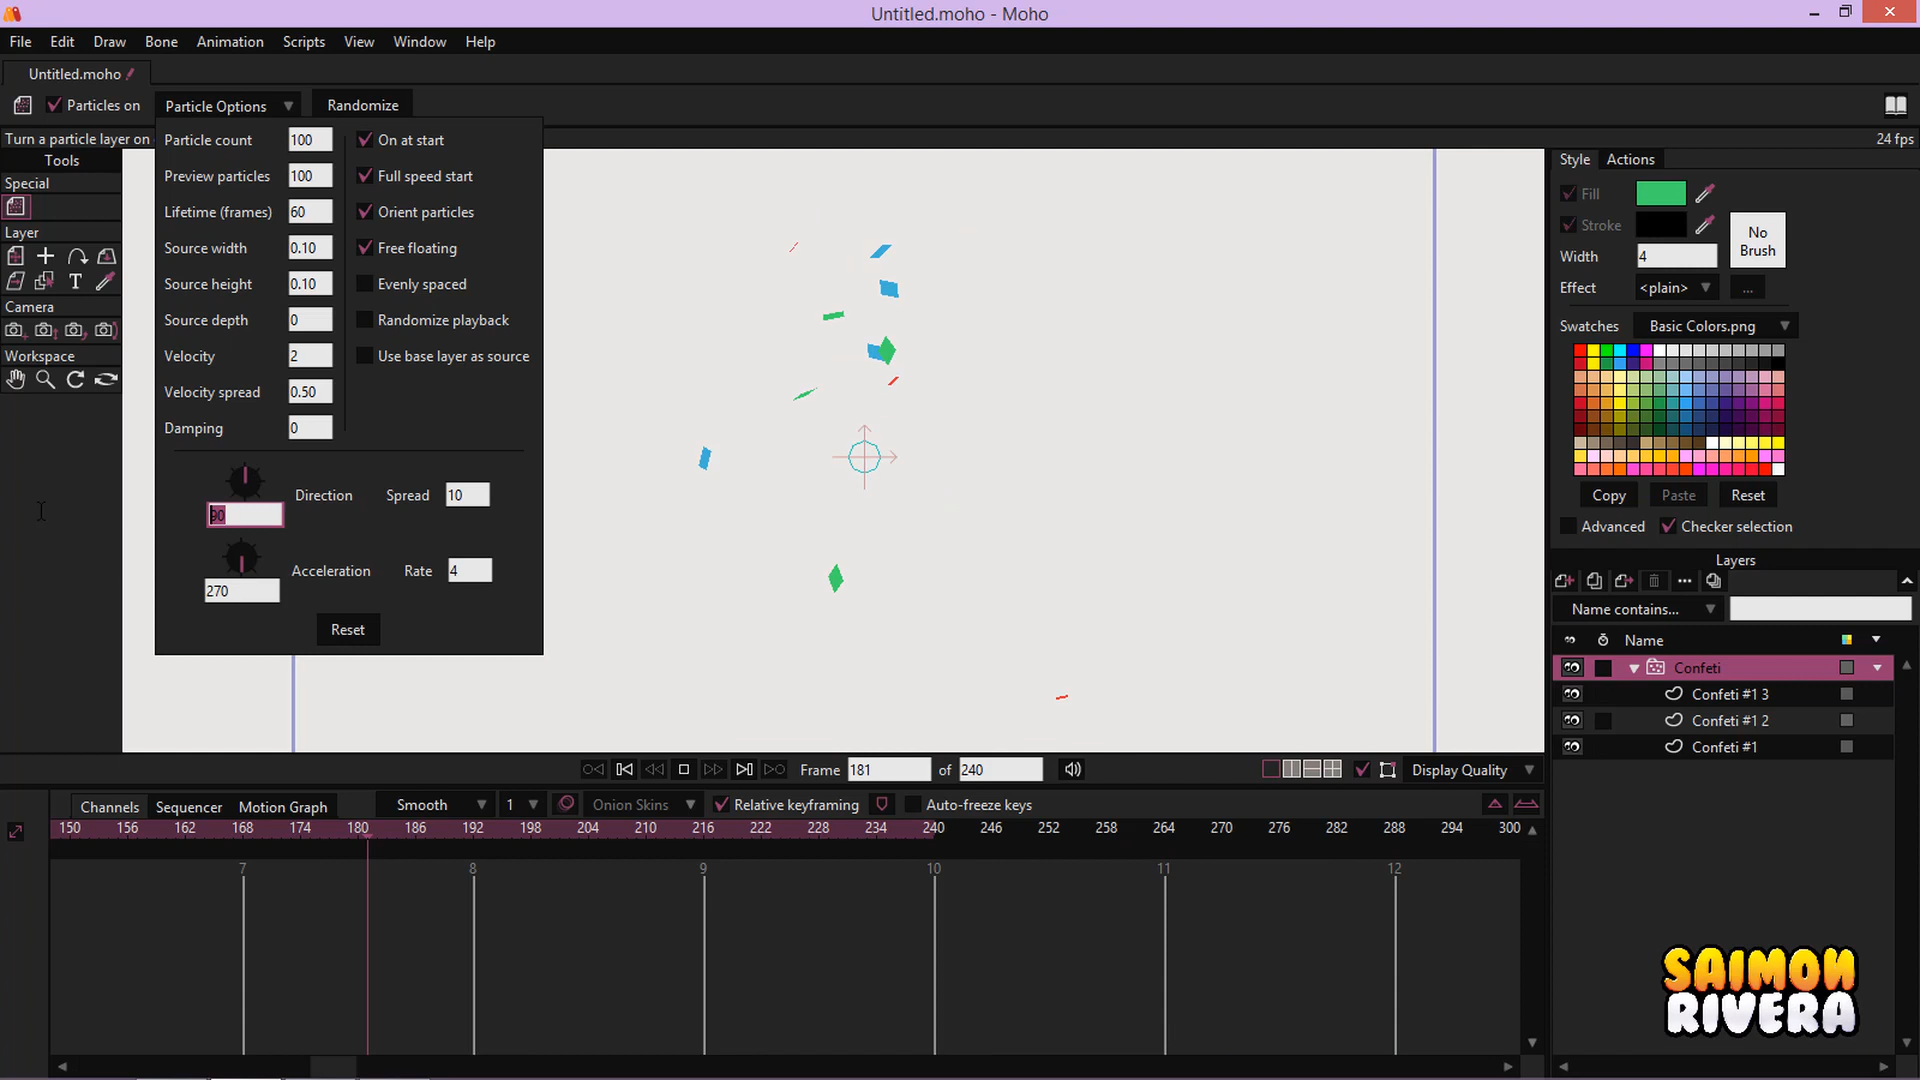 Untitled.moho - Moho
File Edit Draw Bone Animation Scripts View Window Help
Untitled.moho
Particles on Particle Options Randomize
Turn a particle layer on
24 fps
Tools
Special
Layer
Camera
Workspace
Particle count 100
Preview particles 100
Lifetime (frames) 60
Source width 0.10
Source height 0.10
Source depth 0
Velocity 2
Velocity spread 0.50
Damping 0
On at start
Full speed start
Orient particles
Free floating
Evenly spaced
Randomize playback
Use base layer as source
90 Direction Spread 10
270 Acceleration Rate 4
Reset
Style Actions
Fill
Stroke
No Brush
Width 4
Effect <plain> ...
Swatches Basic Colors.png
Copy Paste Reset
Advanced Checker selection
Layers
Name contains...
Name
Confeti
Confeti #1 3
Confeti #1 2
Confeti #1
Frame 181 of 240
Display Quality
Channels Sequencer Motion Graph Smooth 1 Onion Skins Relative keyframing Auto-freeze keys
150 156 162 168 174 180 186 192 198 204 210 216 222 228 234 240 246 252 258 264 270 276 282 288 294 300
7 8 9 10 11 12
SAIMON
RIVERA